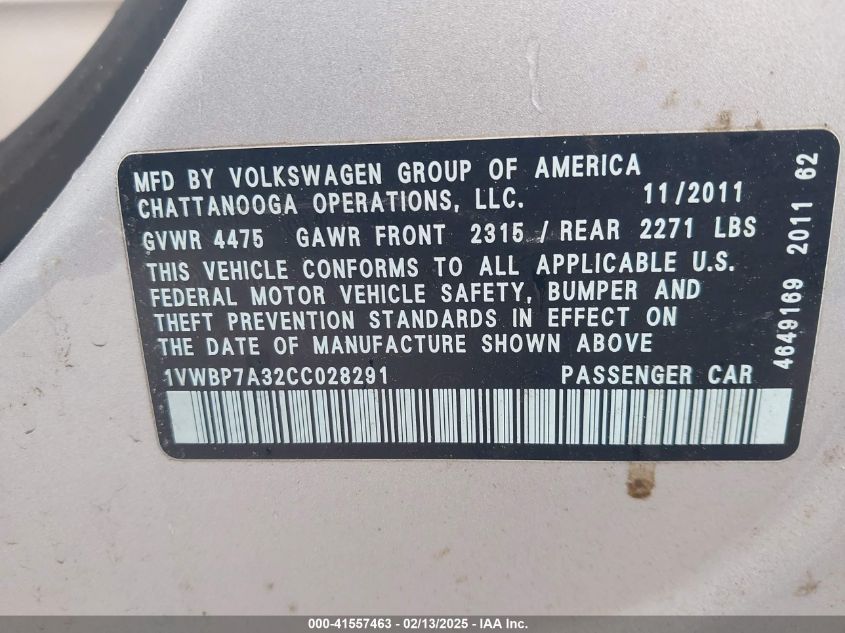 MFD BY VOLKSWAGEN GROUP OF AMERICA
CHATTANOOGA OPERATIONS, LLC. 11/2011
GVWR 4475 GAWR FRONT 2315 / REAR 2271 LBS
THIS VEHICLE CONFORMS TO ALL APPLICABLE U.S.
FEDERAL MOTOR VEHICLE SAFETY, BUMPER AND
THEFT PREVENTION STANDARDS IN EFFECT ON
THE DATE OF MANUFACTURE SHOWN ABOVE
1VWBP7A32CC028291 PASSENGER CAR
4649169 2011 62
000-41557463 - 02/13/2025 - IAA Inc.